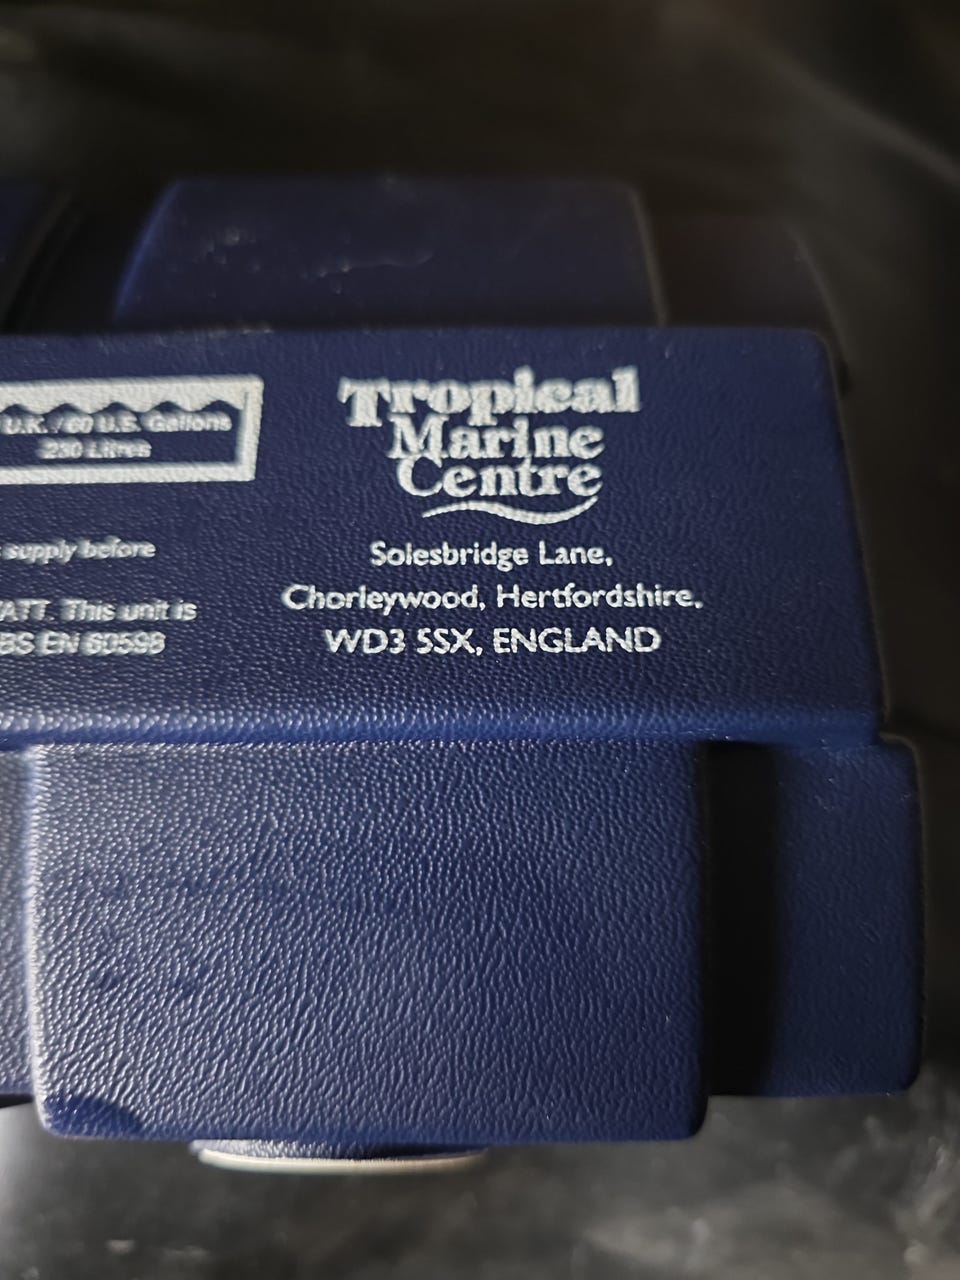 U.K. / 60 U.S. Gallons
230 Litres
supply before
WATT. This unit is
BS EN 60598
Tropical
Marine
Centre
Solesbridge Lane,
Chorleywood, Hertfordshire,
WD3 5SX, ENGLAND